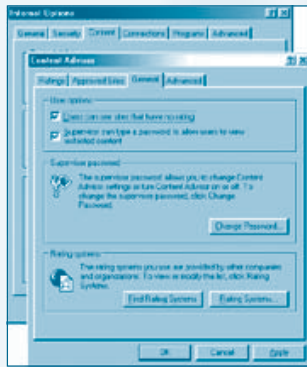 Internet Options
General Security Content Connections Programs Advanced
Content Advisor
Ratings Approved Sites General Advanced
User options
Users can see sites that have no rating
Supervisor can type a password to allow users to view
restricted content
Supervisor password
The supervisor password allows you to change Content
Advisor settings or turn Content Advisor on or off. To
change the supervisor password, click Change
Password.
Change Password...
Rating systems
The rating systems you use are provided by other companies
and organizations. To view or modify the list, click Rating
Systems.
Find Rating Systems Rating Systems...
OK Cancel Apply